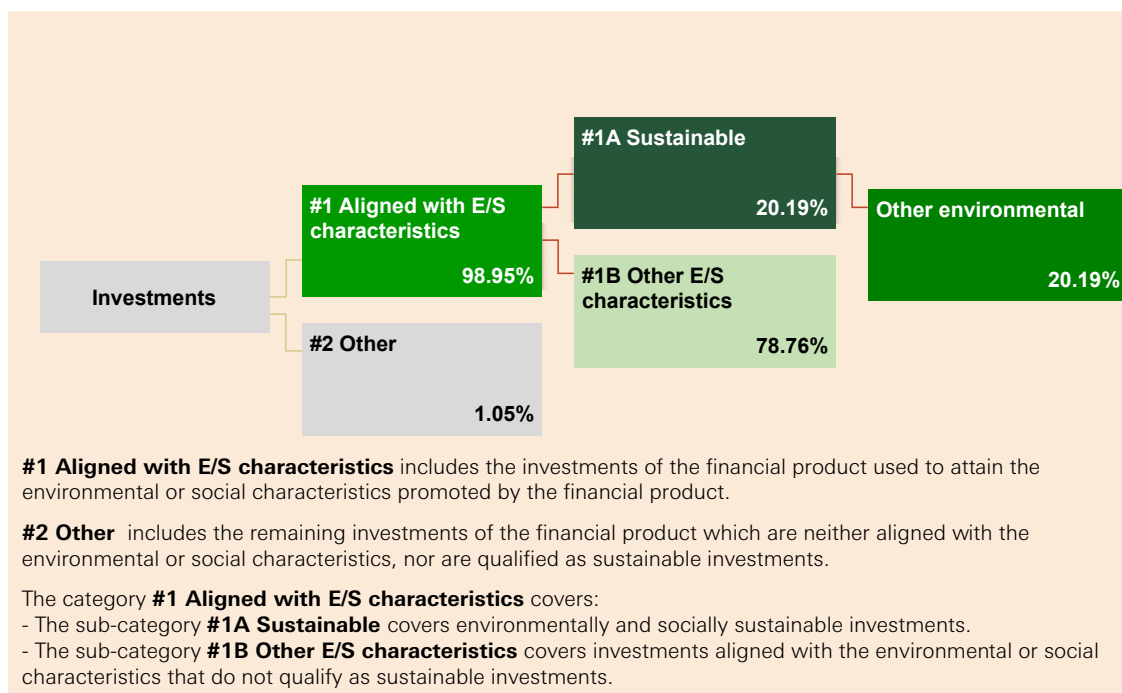 #1A Sustainable
20.19%
#1 Aligned with E/S
characteristics
98.95%
Other environmental
20.19%
Investments
#1B Other E/S
characteristics
78.76%
#2 Other
1.05%
#1 Aligned with E/S characteristics includes the investments of the financial product used to attain the
environmental or social characteristics promoted by the financial product.
#2 Other includes the remaining investments of the financial product which are neither aligned with the
environmental or social characteristics, nor are qualified as sustainable investments.
The category #1 Aligned with E/S characteristics covers:
- The sub-category #1A Sustainable covers environmentally and socially sustainable investments.
- The sub-category #1B Other E/S characteristics covers investments aligned with the environmental or social
characteristics that do not qualify as sustainable investments.